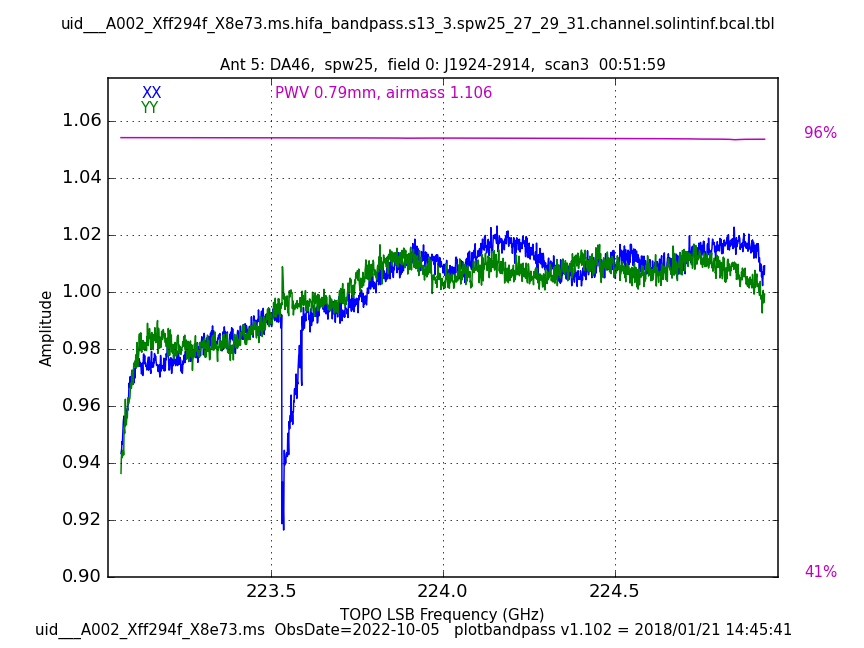 uid___A002_Xff294f_X8e73.ms.hifa_bandpass.s13_3.spw25_27_29_31.channel.solintinf.bcal.tbl
Ant 5: DA46,  spw25,  field 0: J1924-2914,  scan3  00:51:59
XX
PWV 0.79mm, airmass 1.106
YY
1.06
96%
1.04
1.02
1.00
Amplitude
0.98
0.96
0.94
0.92
0.90
41%
223.5
224.0
224.5
TOPO LSB Frequency (GHz)
uid___A002_Xff294f_X8e73.ms  ObsDate=2022-10-05   plotbandpass v1.102 = 2018/01/21 14:45:41